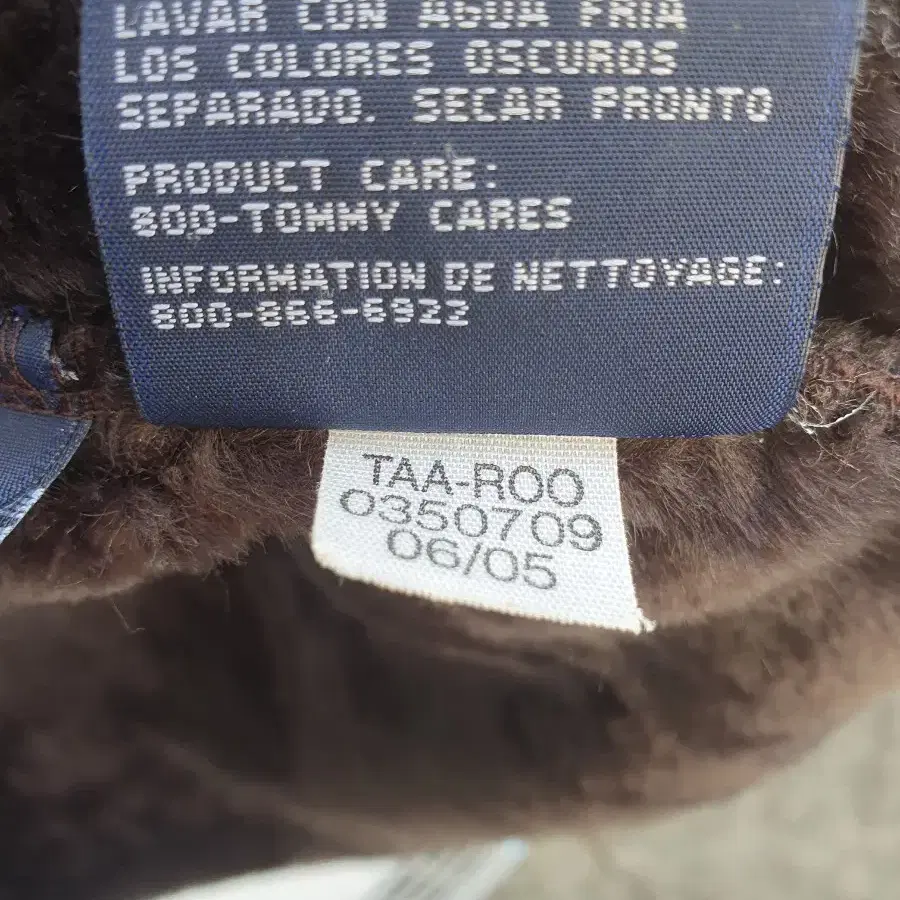 LAVAR CON AGUA FRIA
LOS COLORES OSCUROS
SEPARADO. SECAR PRONTO
PRODUCT CARE:
800-TOMMY CARES
INFORMATION DE NETTOYAGE:
800-866-6922
TAA-ROO
0350709
06/05